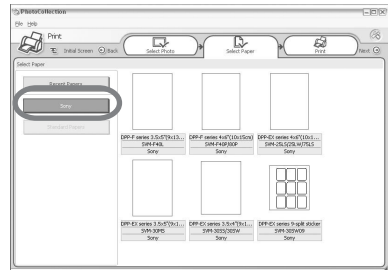 PhotoCollection
File Help
Print
Initial Screen Back
Select Photo
Select Paper
Print
Next
Select Paper
Recent Papers
Sony
Standard Papers
DPP-F series 3.5x5"(9x13...
SVM-F40L
Sony
DPP-F series 4x6"(10x15cm)
SVM-F40P/80P
Sony
DPP-EX series 4x6"(10x1...
SVM-25LS/25LW/75LS
Sony
DPP-EX series 3.5x5"(9x1...
SVM-30MS
Sony
DPP-EX series 3.5x4"(9x1...
SVM-30SS/30SW
Sony
DPP-EX series 9-split sticker
SVM-30SW09
Sony